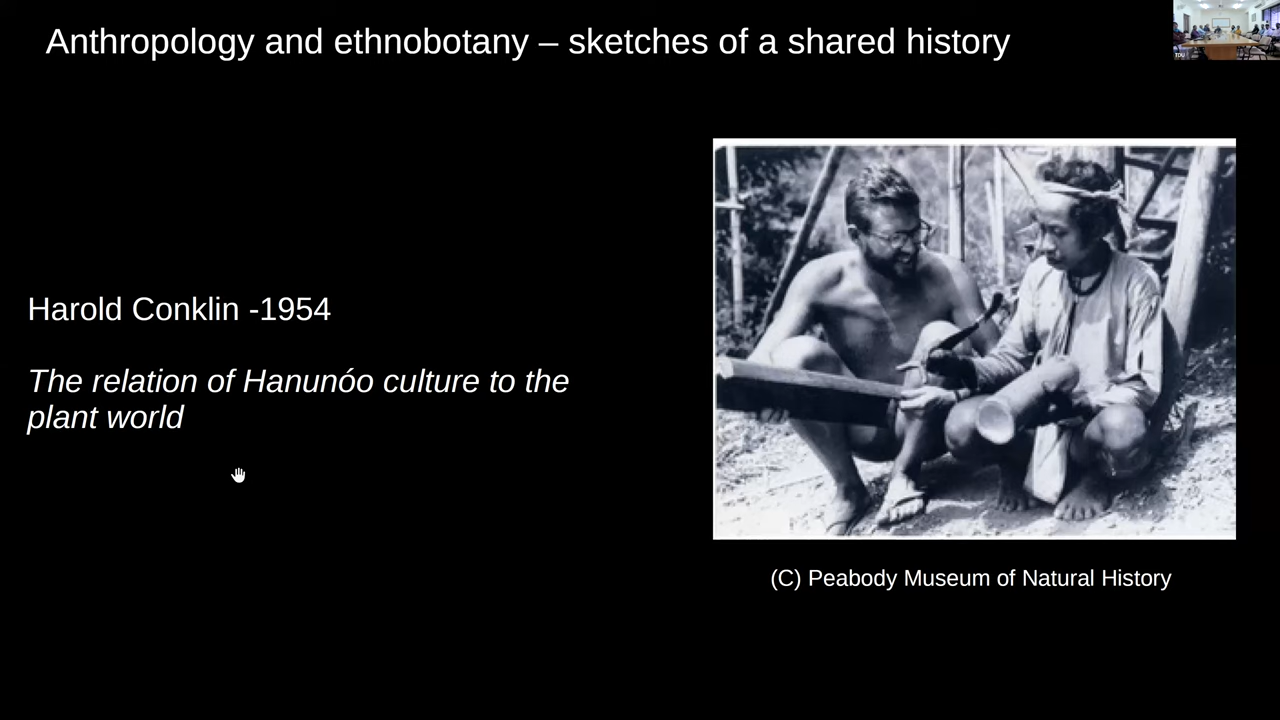 Anthropology and ethnobotany – sketches of a shared history
TDU
Harold Conklin -1954
The relation of Hanunóo culture to the
plant world
(C) Peabody Museum of Natural History